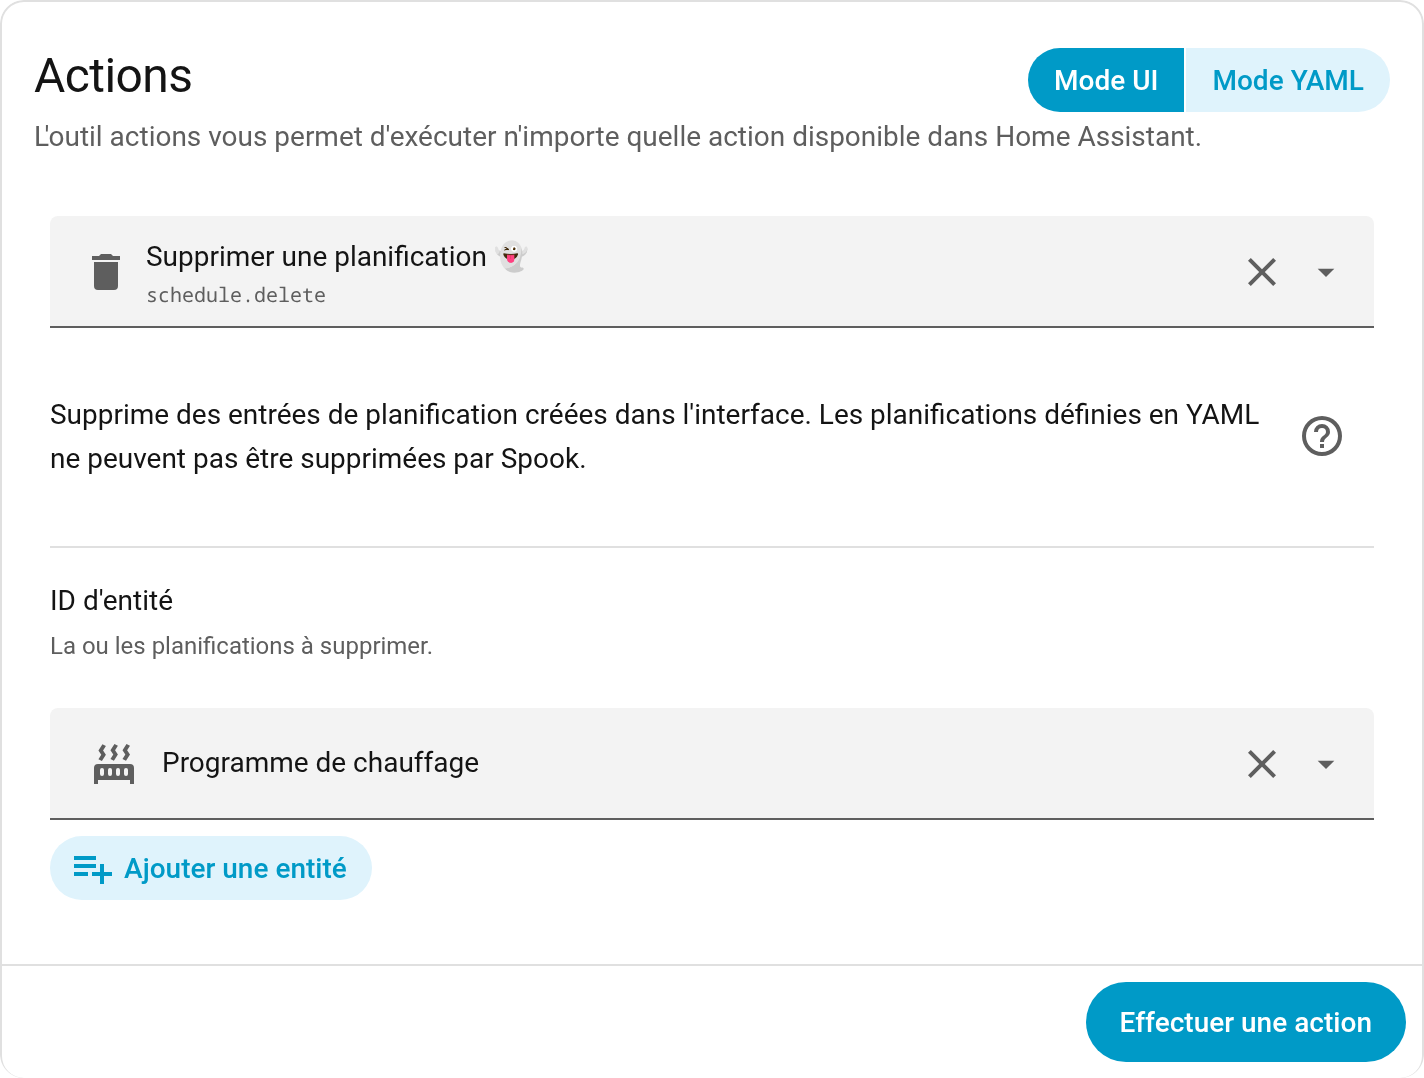 Actions
Mode UI
Mode YAML
L'outil actions vous permet d'exécuter n'importe quelle action disponible dans Home Assistant.
Supprimer une planification 👻
schedule.delete
Supprime des entrées de planification créées dans l'interface. Les planifications définies en YAML
ne peuvent pas être supprimées par Spook.
ID d'entité
La ou les planifications à supprimer.
Programme de chauffage
Ajouter une entité
Effectuer une action